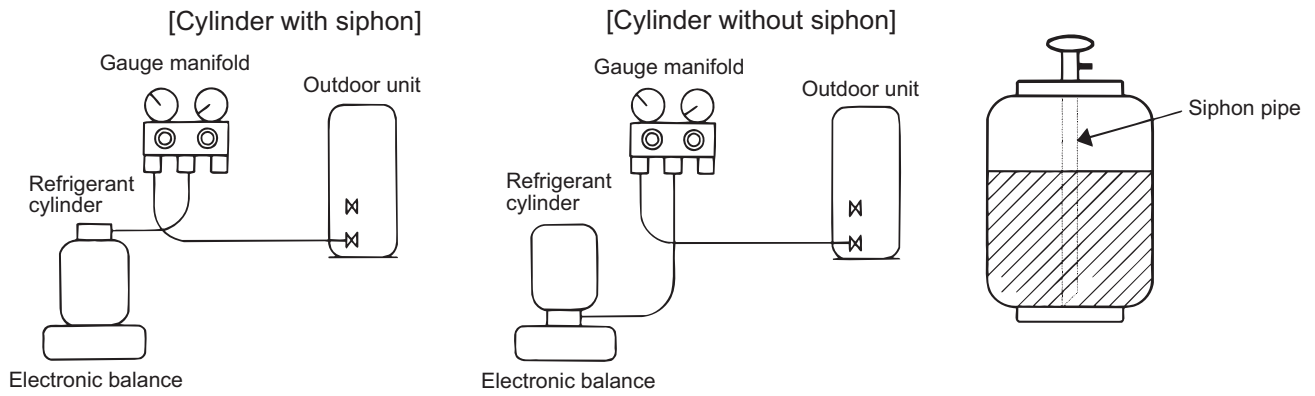 [Cylinder with siphon]
Gauge manifold
Outdoor unit
Refrigerant
cylinder
Electronic balance
[Cylinder without siphon]
Gauge manifold
Outdoor unit
Refrigerant
cylinder
Electronic balance
Siphon pipe